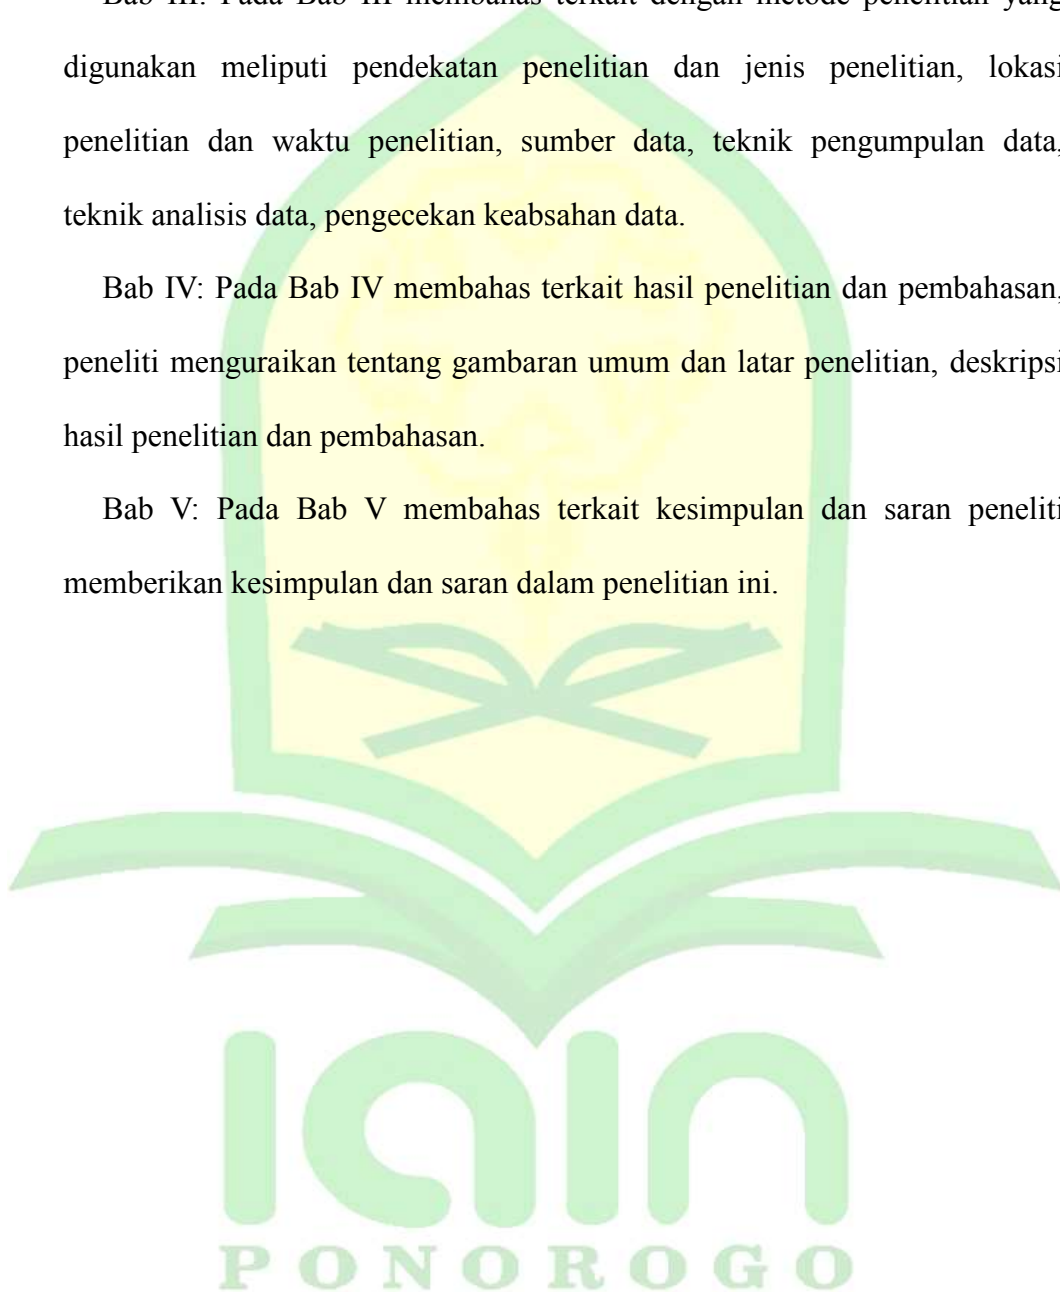 Bab III: Pada Bab III membahas terkait dengan metode penelitian yang
digunakan meliputi pendekatan penelitian dan jenis penelitian, lokasi
penelitian dan waktu penelitian, sumber data, teknik pengumpulan data,
teknik analisis data, pengecekan keabsahan data.
Bab IV: Pada Bab IV membahas terkait hasil penelitian dan pembahasan,
peneliti menguraikan tentang gambaran umum dan latar penelitian, deskripsi
hasil penelitian dan pembahasan.
Bab V: Pada Bab V membahas terkait kesimpulan dan saran peneliti
memberikan kesimpulan dan saran dalam penelitian ini.
IAIN
PONOROGO